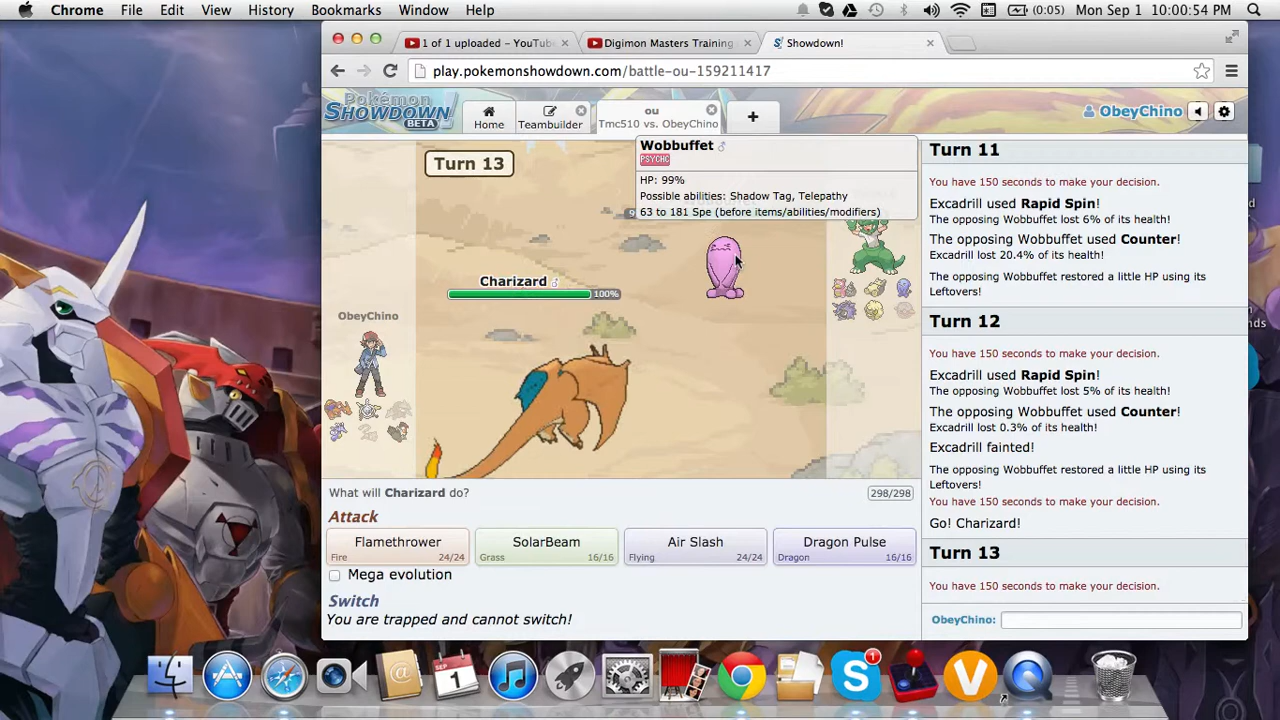 Chrome File Edit View History Bookmarks Window Help (0:05) Mon Sep 1 10:00:54 PM
1 of 1 uploaded – YouTube
Digimon Masters Training
Showdown!
play.pokemonshowdown.com/battle-ou-159211417
Pokémon
SHOWDOWN
BETA
Home
Teambuilder
ou
Tmc510 vs. ObeyChino
+
ObeyChino
Turn 13
Wobbuffet ♂
PSYCHC
HP: 99%
Possible abilities: Shadow Tag, Telepathy
63 to 181 Spe (before items/abilities/modifiers)
Charizard ♂
100%
ObeyChino
What will Charizard do?
298/298
Attack
Flamethrower
Fire 24/24
SolarBeam
Grass 16/16
Air Slash
Flying 24/24
Dragon Pulse
Dragon 16/16
Mega evolution
Switch
You are trapped and cannot switch!
Turn 11
You have 150 seconds to make your decision.
Excadrill used Rapid Spin!
The opposing Wobbuffet lost 6% of its health!
The opposing Wobbuffet used Counter!
Excadrill lost 20.4% of its health!
The opposing Wobbuffet restored a little HP using its
Leftovers!
Turn 12
You have 150 seconds to make your decision.
Excadrill used Rapid Spin!
The opposing Wobbuffet lost 5% of its health!
The opposing Wobbuffet used Counter!
Excadrill lost 0.3% of its health!
Excadrill fainted!
The opposing Wobbuffet restored a little HP using its
Leftovers!
You have 150 seconds to make your decision.
Go! Charizard!
Turn 13
You have 150 seconds to make your decision.
ObeyChino:
SEP
1
1